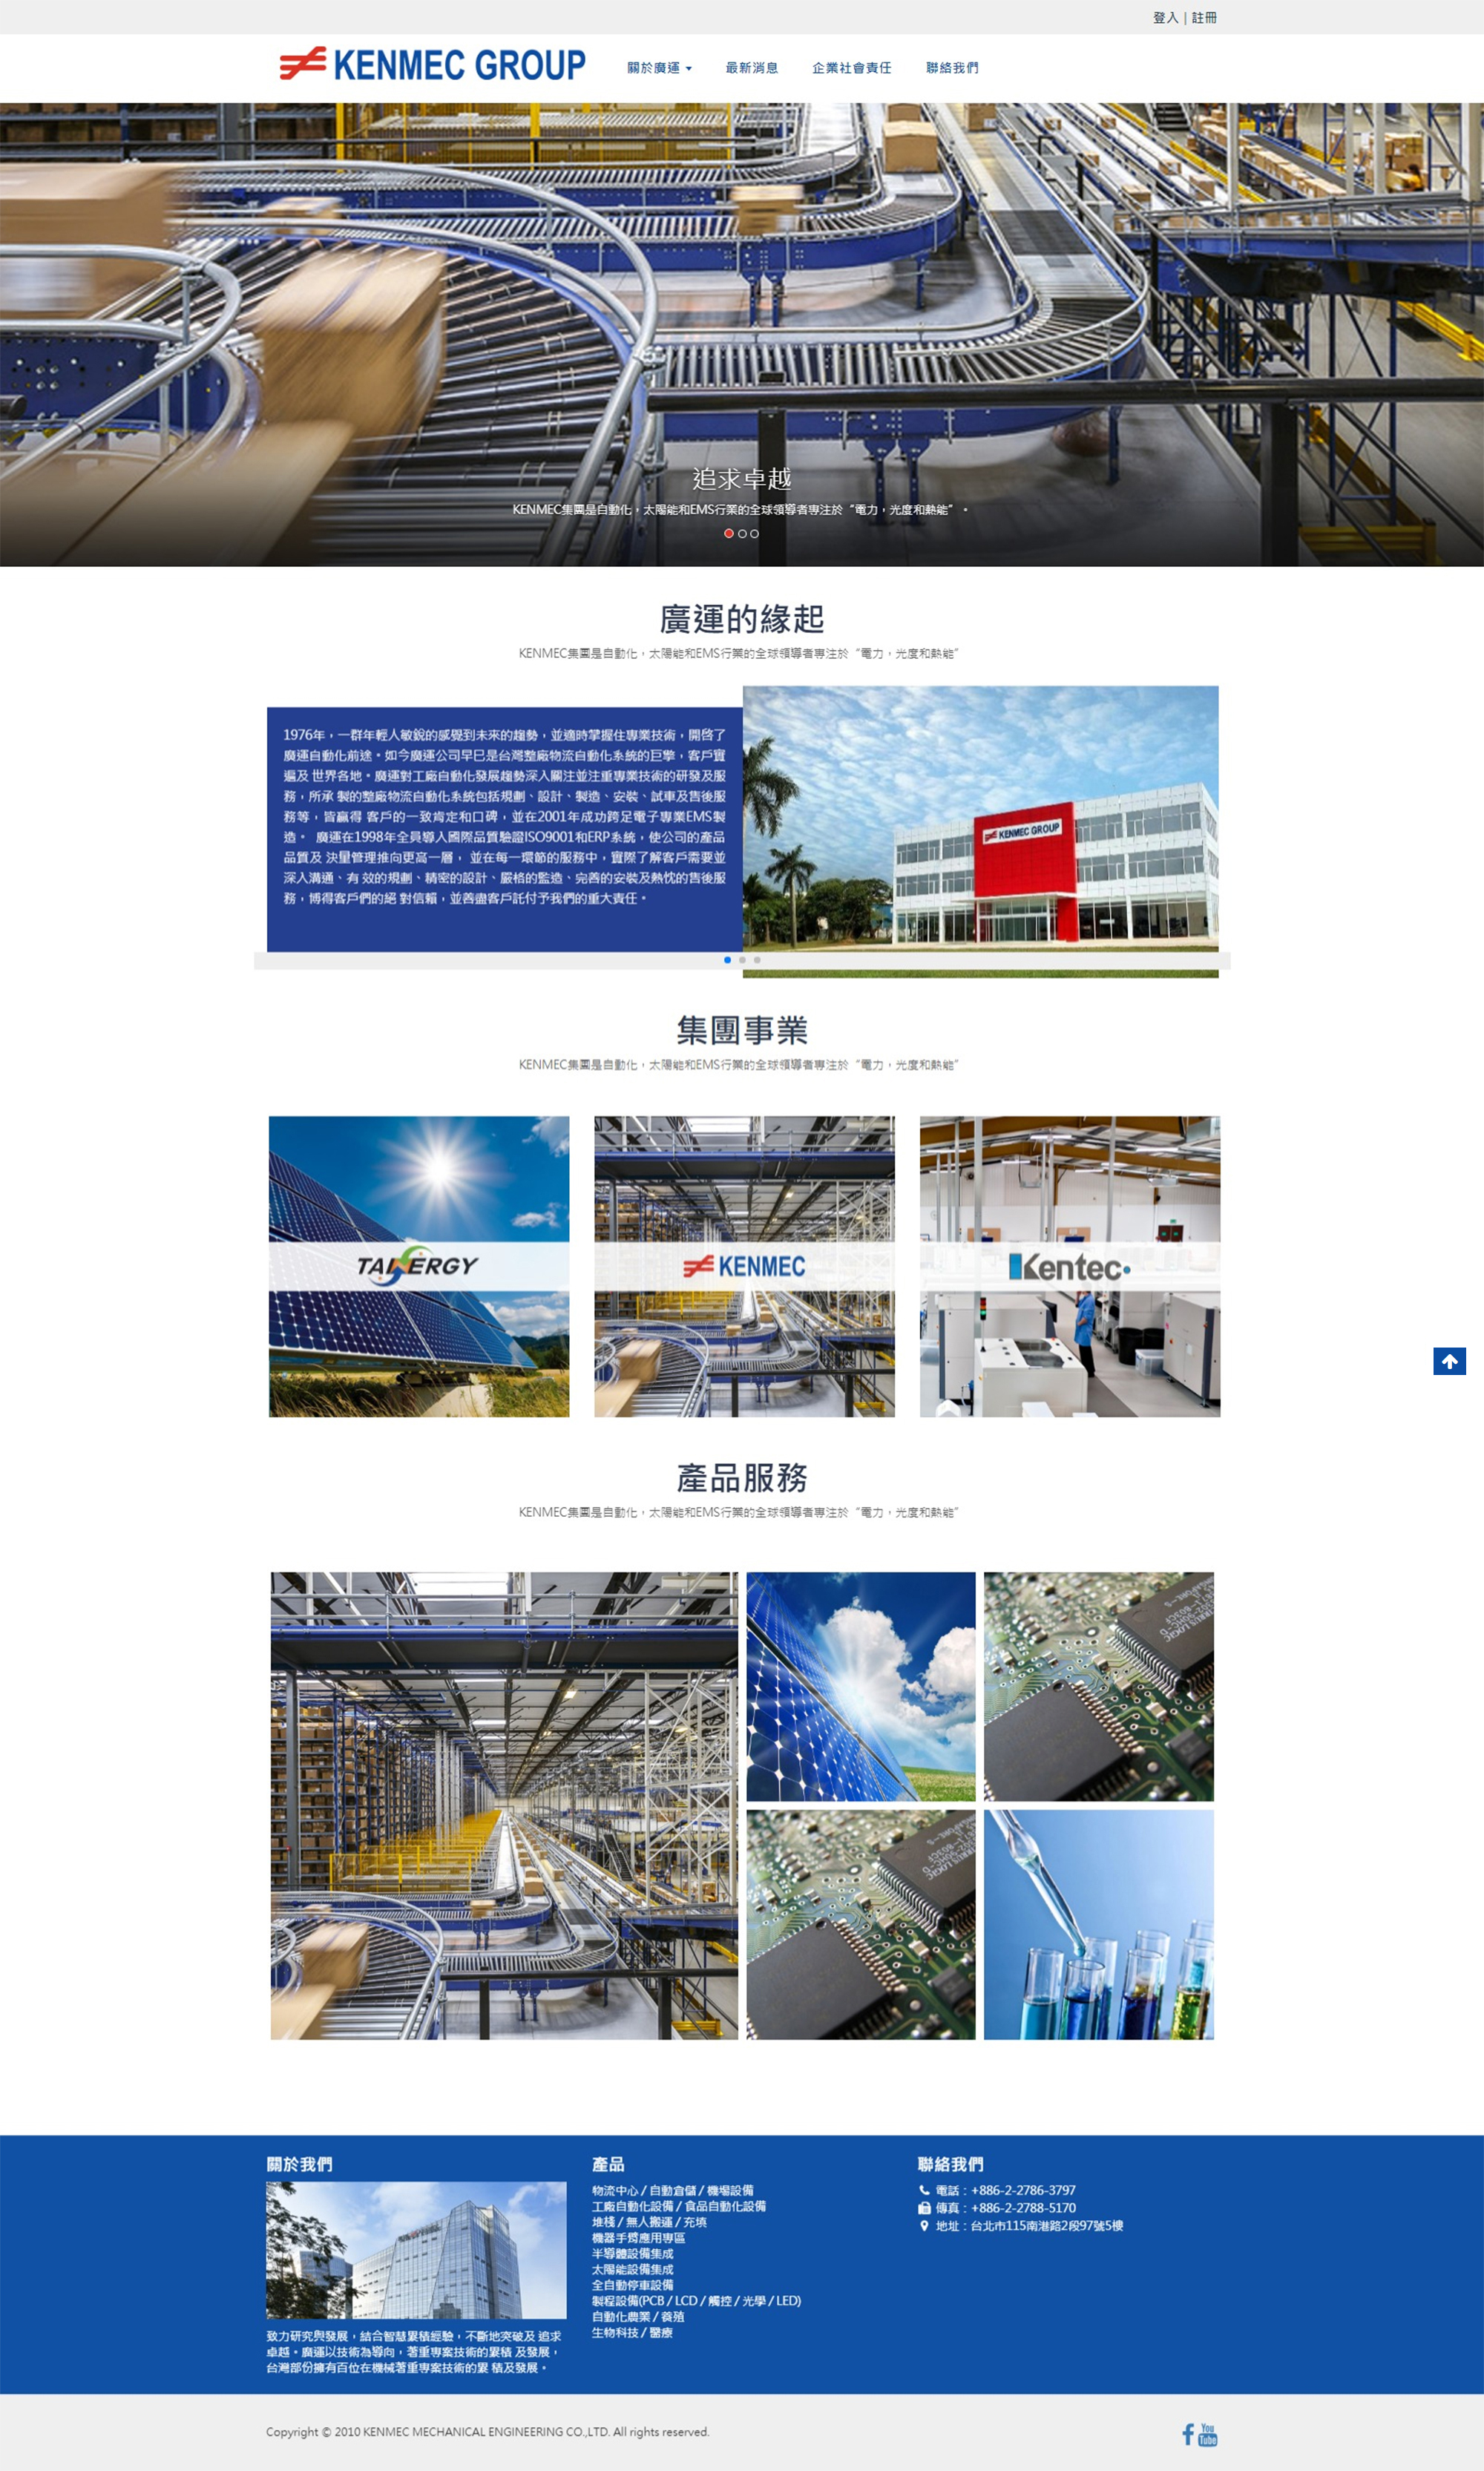 登入 | 註冊
KENMEC GROUP
關於廣運 最新消息 企業社會責任 聯絡我們
追求卓越
KENMEC集團是自動化，太陽能和EMS行業的全球領導者專注於“電力，光度和熱能”。
廣運的緣起
KENMEC集團是自動化，太陽能和EMS行業的全球領導者專注於“電力，光度和熱能”
1976年，一群年輕人敏銳的感覺到未來的趨勢，並適時掌握住專業技術，開啓了
廣運自動化前途。如今廣運公司早已是台灣整廠物流自動化系統的巨擎，客戶實
遍及 世界各地。廣運對工廠自動化發展趨勢深入關注並注重專業技術的研發及服
務，所承 製的整廠物流自動化系統包括規劃、設計、製造、安裝、試車及售後服
務等，皆贏得 客戶的一致肯定和口碑，並在2001年成功跨足電子專業EMS製
造。 廣運在1998年全員導入國際品質驗證ISO9001和ERP系統，使公司的產品
品質及 決量管理推向更高一層， 並在每一環節的服務中，實際了解客戶需要並
深入溝通、有 效的規劃、精密的設計、嚴格的監造、完善的安裝及熱忱的售後服
務，博得客戶們的絕 對信賴，並善盡客戶託付予我們的重大責任。
KENMEC GROUP
集團事業
KENMEC集團是自動化，太陽能和EMS行業的全球領導者專注於“電力，光度和熱能”
TAINERGY
KENMEC
Kentec
產品服務
KENMEC集團是自動化，太陽能和EMS行業的全球領導者專注於“電力，光度和熱能”
關於我們
致力研究與發展，結合智慧累積經驗，不斷地突破及 追求
卓越。廣運以技術為導向，著重專案技術的累積 及發展，
台灣部份擁有百位在機械著重專案技術的累 積及發展。
產品
物流中心 / 自動倉儲 / 機場設備
工廠自動化設備 / 食品自動化設備
堆棧 / 無人搬運 / 充填
機器手臂應用專區
半導體設備集成
太陽能設備集成
全自動停車設備
製程設備(PCB / LCD / 觸控 / 光學 / LED)
自動化農業 / 養殖
生物科技 / 醫療
聯絡我們
電話：+886-2-2786-3797
傳真：+886-2-2788-5170
地址：台北市115南港路2段97號5樓
Copyright © 2010 KENMEC MECHANICAL ENGINEERING CO.,LTD. All rights reserved.
You
Tube